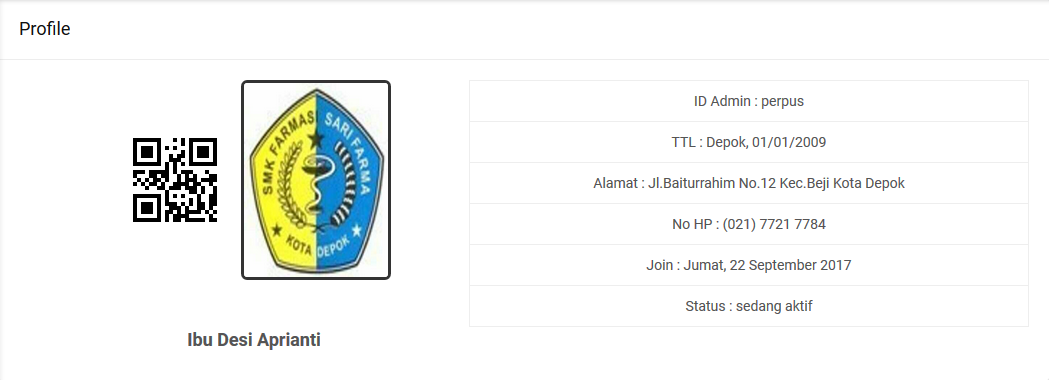 Profile
SMK FARMASI SARI FARMA
KOTA DEPOK
Ibu Desi Aprianti
ID Admin : perpus
TTL : Depok, 01/01/2009
Alamat : Jl.Baiturrahim No.12 Kec.Beji Kota Depok
No HP : (021) 7721 7784
Join : Jumat, 22 September 2017
Status : sedang aktif